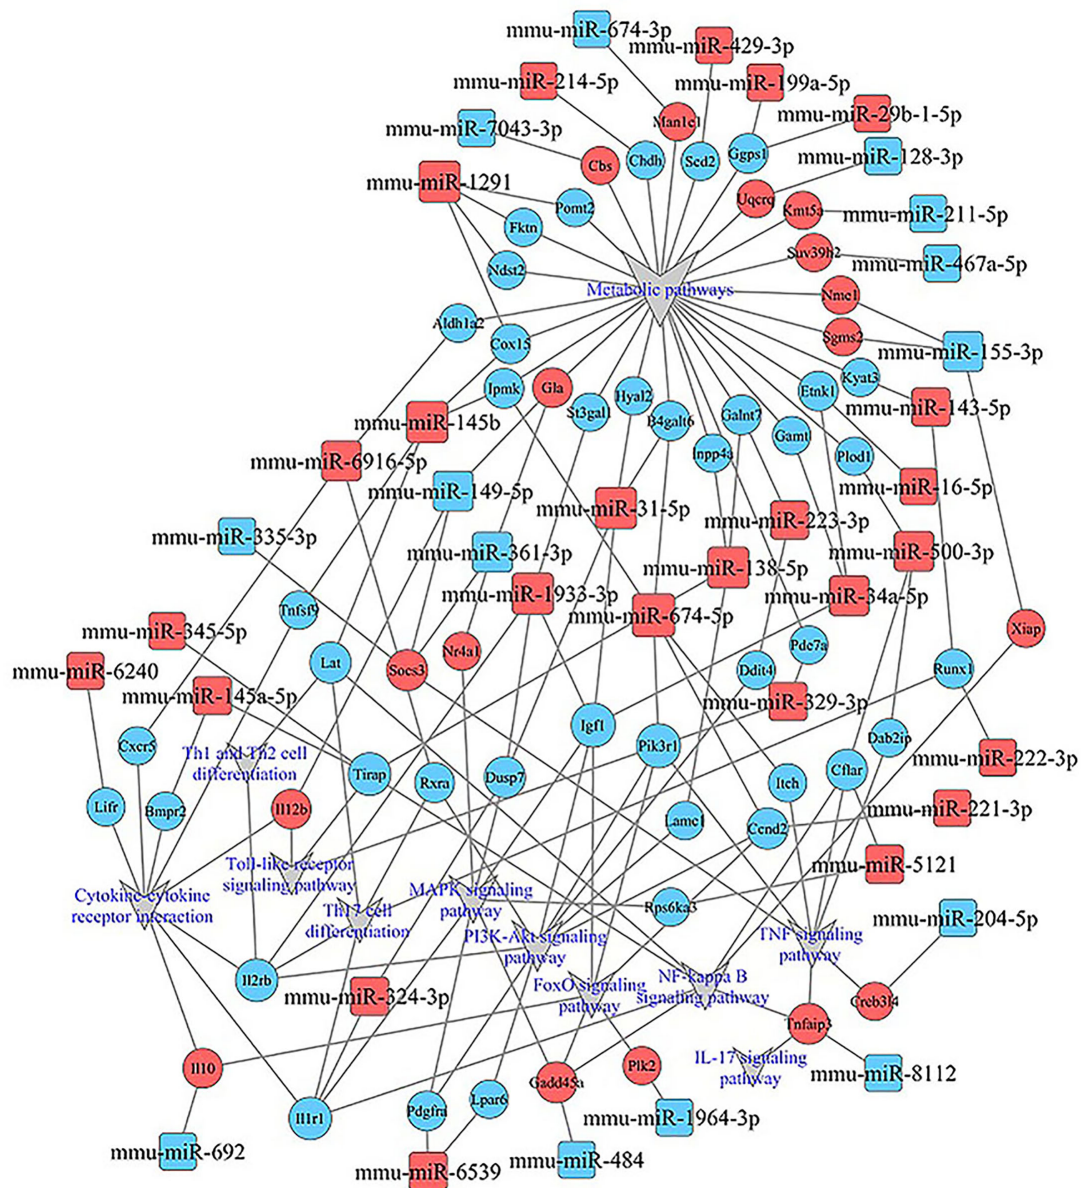 mmu-miR-674-3p
mmu-miR-429-3p
mmu-miR-214-5p
mmu-miR-199a-5p
mmu-miR-29b-1-5p
mmu-miR-7043-3p
Man1c1
mmu-miR-128-3p
Cbs
Chdh
Scd2
Ggps1
mmu-miR-1291
Pomt2
Uqcrq
Kmt5a
mmu-miR-211-5p
Fktn
Suv39h2
mmu-miR-467a-5p
Ndst2
Metabolic pathways
Nme1
Aldh1a2
Cox15
Sgms2
mmu-miR-155-3p
Ipmk
Gla
St3gal1
Hyal2
Etnk1
Kyat3
mmu-miR-143-5p
mmu-miR-145b
B4galt6
Galnt7
Gamt
mmu-miR-6916-5p
Inpp4a
Plod1
mmu-miR-149-5p
mmu-miR-16-5p
mmu-miR-31-5p
mmu-miR-223-3p
mmu-miR-335-3p
mmu-miR-361-3p
mmu-miR-500-3p
mmu-miR-138-5p
mmu-miR-1933-3p
mmu-miR-34a-5p
Tnfsf9
mmu-miR-674-5p
mmu-miR-345-5p
Xiap
mmu-miR-6240
Lat
Socs3
Nr4a1
Pde7a
Ddit4
Runx1
mmu-miR-145a-5p
mmu-miR-329-3p
Cxcr5
Th1 and Th2 cell
differentiation
Igf1
Pik3r1
Dab2ip
mmu-miR-222-3p
Tirap
Rxra
Dusp7
Itch
Cflar
Lifr
Bmpr2
Il12b
Lamc1
Ccnd2
mmu-miR-221-3p
Toll-like receptor
signaling pathway
mmu-miR-5121
Cytokine-cytokine
receptor interaction
Th17 cell
differentiation
MAPK signaling
pathway
Rps6ka3
mmu-miR-204-5p
PI3K-Akt signaling
pathway
TNF signaling
pathway
Il2rb
mmu-miR-324-3p
FoxO signaling
pathway
NF-kappa B
signaling pathway
Creb3l4
Tnfaip3
Il10
Gadd45a
Plk2
IL-17 signaling
pathway
mmu-miR-8112
Il1r1
Pdgfra
Lpar6
mmu-miR-1964-3p
mmu-miR-692
mmu-miR-6539
mmu-miR-484